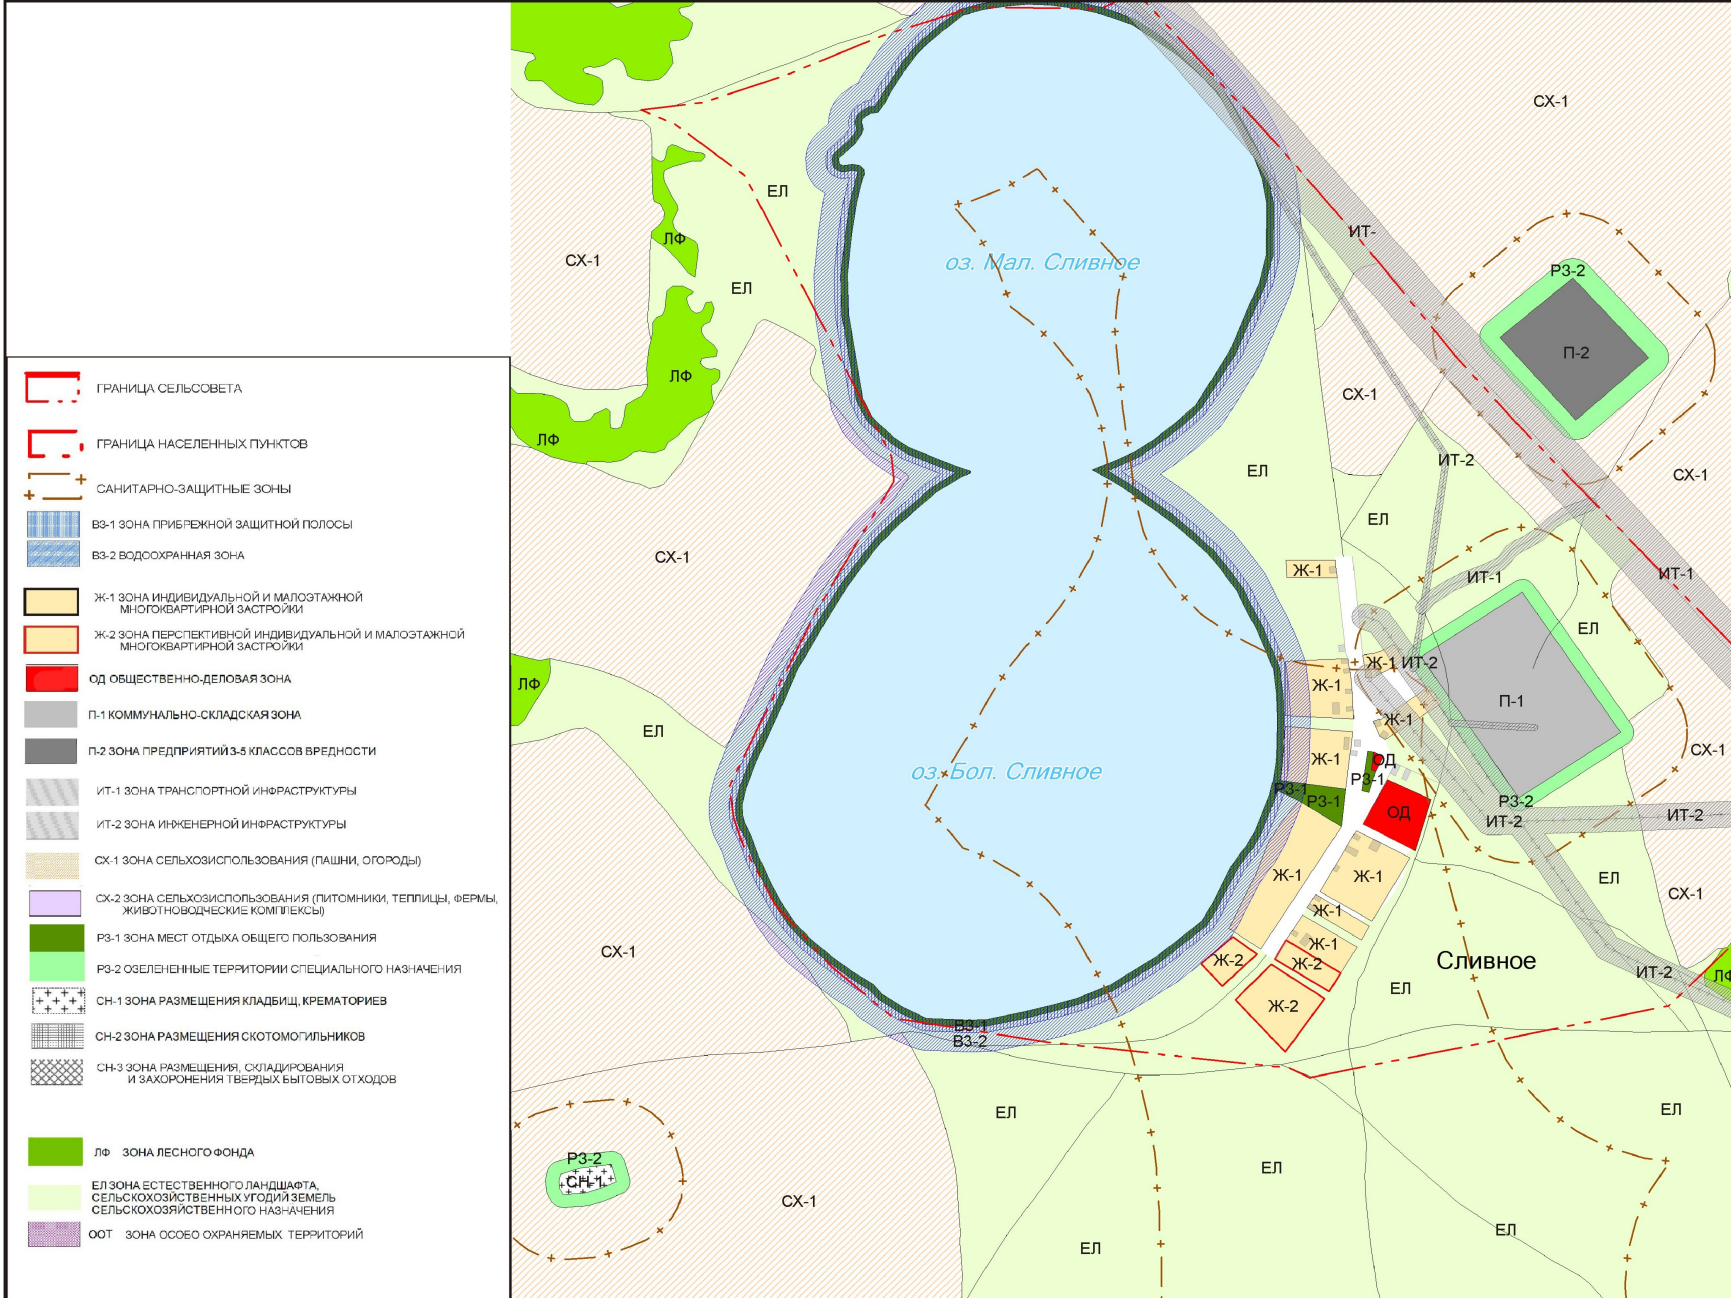 ГРАНИЦА СЕЛЬСОВЕТА
ГРАНИЦА НАСЕЛЕННЫХ ПУНКТОВ
САНИТАРНО-ЗАЩИТНЫЕ ЗОНЫ
ВЗ-1 ЗОНА ПРИБРЕЖНОЙ ЗАЩИТНОЙ ПОЛОСЫ
ВЗ-2 ВОДООХРАННАЯ ЗОНА
Ж-1 ЗОНА ИНДИВИДУАЛЬНОЙ И МАЛОЭТАЖНОЙ
МНОГОКВАРТИРНОЙ ЗАСТРОЙКИ
Ж-2 ЗОНА ПЕРСПЕКТИВНОЙ ИНДИВИДУАЛЬНОЙ И МАЛОЭТАЖНОЙ
МНОГОКВАРТИРНОЙ ЗАСТРОЙКИ
ОД ОБЩЕСТВЕННО-ДЕЛОВАЯ ЗОНА
П-1 КОММУНАЛЬНО-СКЛАДСКАЯ ЗОНА
П-2 ЗОНА ПРЕДПРИЯТИЙ 3-5 КЛАССОВ ВРЕДНОСТИ
ИТ-1 ЗОНА ТРАНСПОРТНОЙ ИНФРАСТРУКТУРЫ
ИТ-2 ЗОНА ИНЖЕНЕРНОЙ ИНФРАСТРУКТУРЫ
СХ-1 ЗОНА СЕЛЬХОЗИСПОЛЬЗОВАНИЯ (ПАШНИ, ОГОРОДЫ)
СХ-2 ЗОНА СЕЛЬХОЗИСПОЛЬЗОВАНИЯ (ПИТОМНИКИ, ТЕПЛИЦЫ, ФЕРМЫ,
ЖИВОТНОВОДЧЕСКИЕ КОМПЛЕКСЫ)
РЗ-1 ЗОНА МЕСТ ОТДЫХА ОБЩЕГО ПОЛЬЗОВАНИЯ
РЗ-2 ОЗЕЛЕНЕННЫЕ ТЕРРИТОРИИ СПЕЦИАЛЬНОГО НАЗНАЧЕНИЯ
СН-1 ЗОНА РАЗМЕЩЕНИЯ КЛАДБИЩ, КРЕМАТОРИЕВ
СН-2 ЗОНА РАЗМЕЩЕНИЯ СКОТОМОГИЛЬНИКОВ
СН-3 ЗОНА РАЗМЕЩЕНИЯ, СКЛАДИРОВАНИЯ
И ЗАХОРОНЕНИЯ ТВЕРДЫХ БЫТОВЫХ ОТХОДОВ
ЛФ ЗОНА ЛЕСНОГО ФОНДА
ЕЛ ЗОНА ЕСТЕСТВЕННОГО ЛАНДШАФТА,
СЕЛЬСКОХОЗЙСТВЕННЫХ УГОДИЙ ЗЕМЕЛЬ
СЕЛЬСКОХОЗЯЙСТВЕННОГО НАЗНАЧЕНИЯ
ООТ ЗОНА ОСОБО ОХРАНЯЕМЫХ ТЕРРИТОРИЙ
СХ-1
ЕЛ
ИТ-
ЛФ
СХ-1
оз. Мал. Сливное
РЗ-2
ЕЛ
П-2
ЛФ
СХ-1
ЛФ
ЕЛ
ИТ-2
СХ-1
ЕЛ
СХ-1
Ж-1
ИТ-1
ИТ-1
ЕЛ
Ж-1
ИТ-2
ЛФ
Ж-1
П-1
Ж-1
ЕЛ
СХ-1
Ж-1
ОД
оз. Бол. Сливное
РЗ-1
РЗ-1
РЗ-1
РЗ-2
ОД
ИТ-2
ИТ-2
Ж-1
Ж-1
ЕЛ
СХ-1
Ж-1
Ж-1
СХ-1
Ж-2
Ж-2
Сливное
ИТ-2
ЛФ
ЕЛ
Ж-2
ВЗ-1
ВЗ-2
ЕЛ
ЕЛ
РЗ-2
ЕЛ
СН-1
СХ-1
ЕЛ
ЕЛ